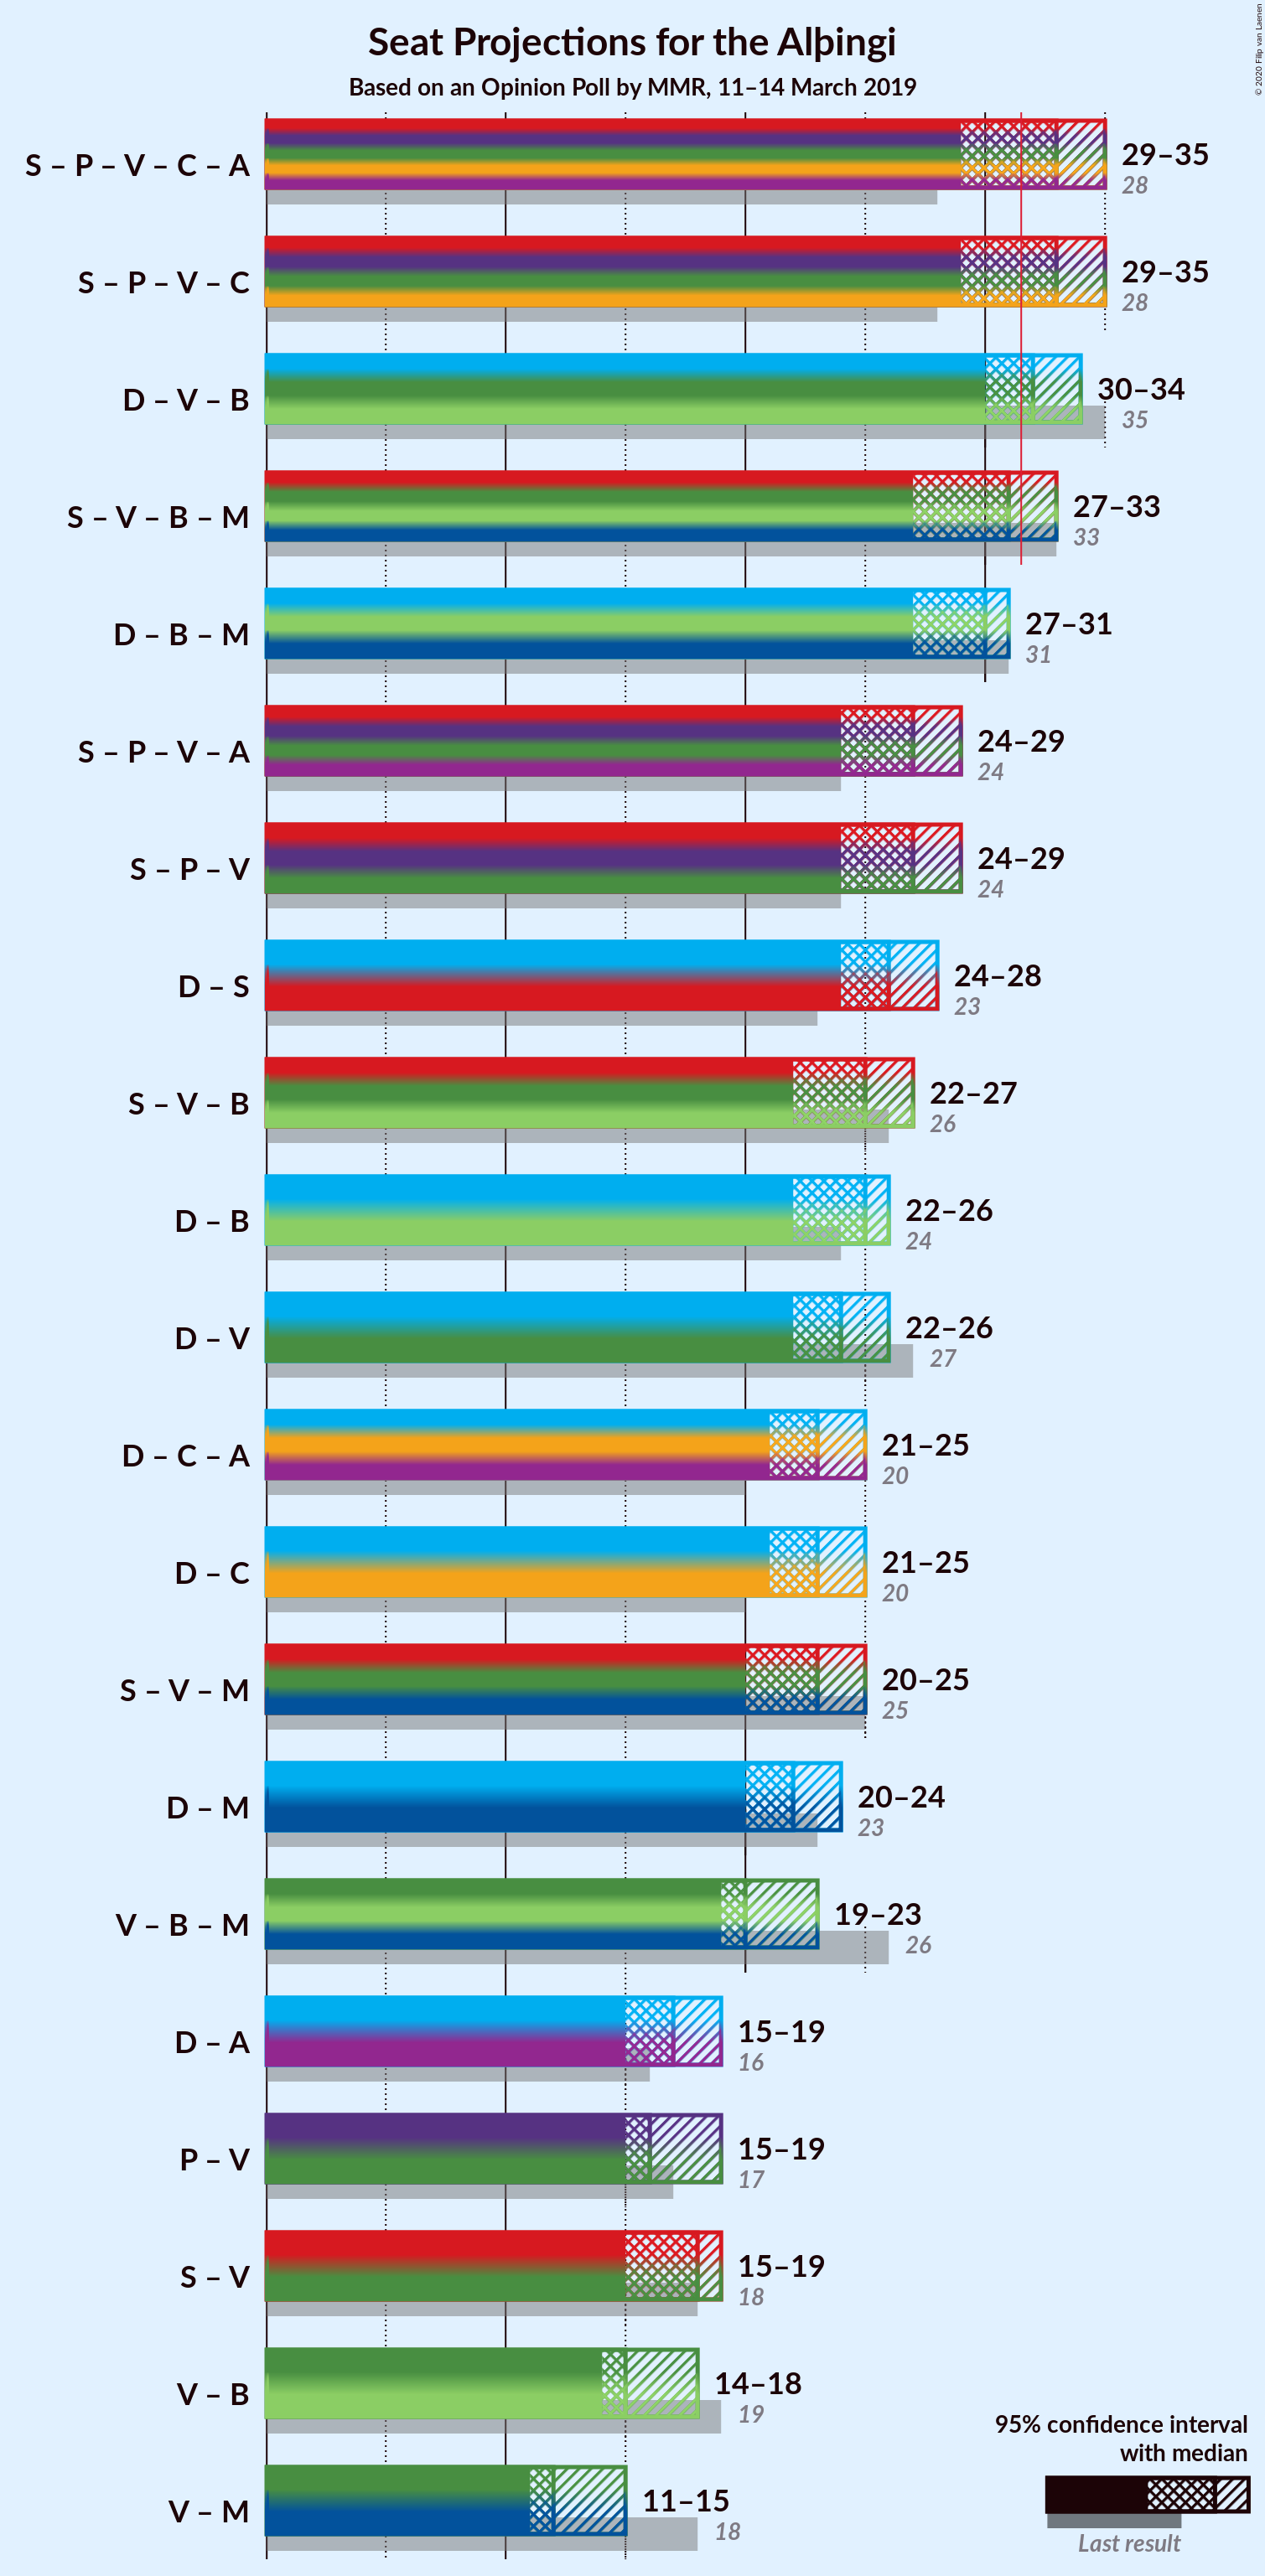 Seat Projections for the Alþingi
Based on an Opinion Poll by MMR, 11–14 March 2019
© 2020 Filip van Laenen
S – P – V – C – A
29–35
28
S – P – V – C
29–35
28
D – V – B
30–34
35
S – V – B – M
27–33
33
D – B – M
27–31
31
S – P – V – A
24–29
24
S – P – V
24–29
24
D – S
24–28
23
S – V – B
22–27
26
D – B
22–26
24
D – V
22–26
27
D – C – A
21–25
20
D – C
21–25
20
S – V – M
20–25
25
D – M
20–24
23
V – B – M
19–23
26
D – A
15–19
16
P – V
15–19
17
S – V
15–19
18
V – B
14–18
19
V – M
11–15
18
95% confidence interval
with median
Last result